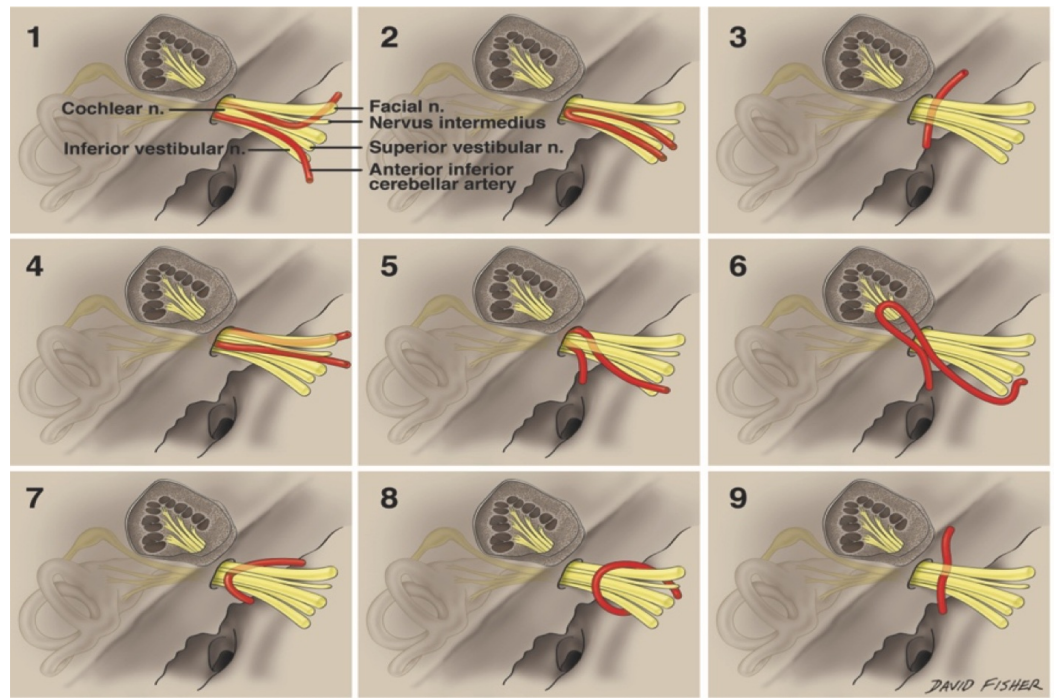 1
2
3
Cochlear n.
Facial n.
Nervus intermedius
Inferior vestibular n.
Superior vestibular n.
Anterior inferior
cerebellar artery
4
5
6
7
8
9
DAVID FISHER